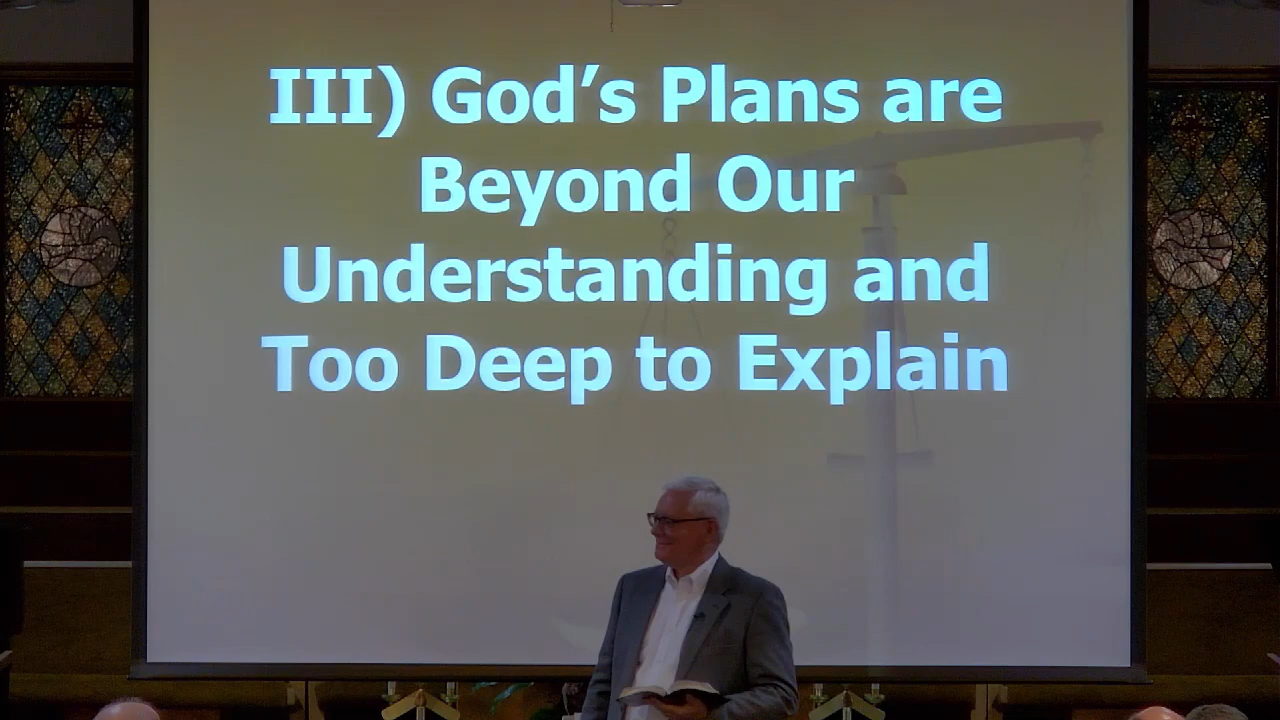 III) God’s Plans are
Beyond Our
Understanding and
Too Deep to Explain